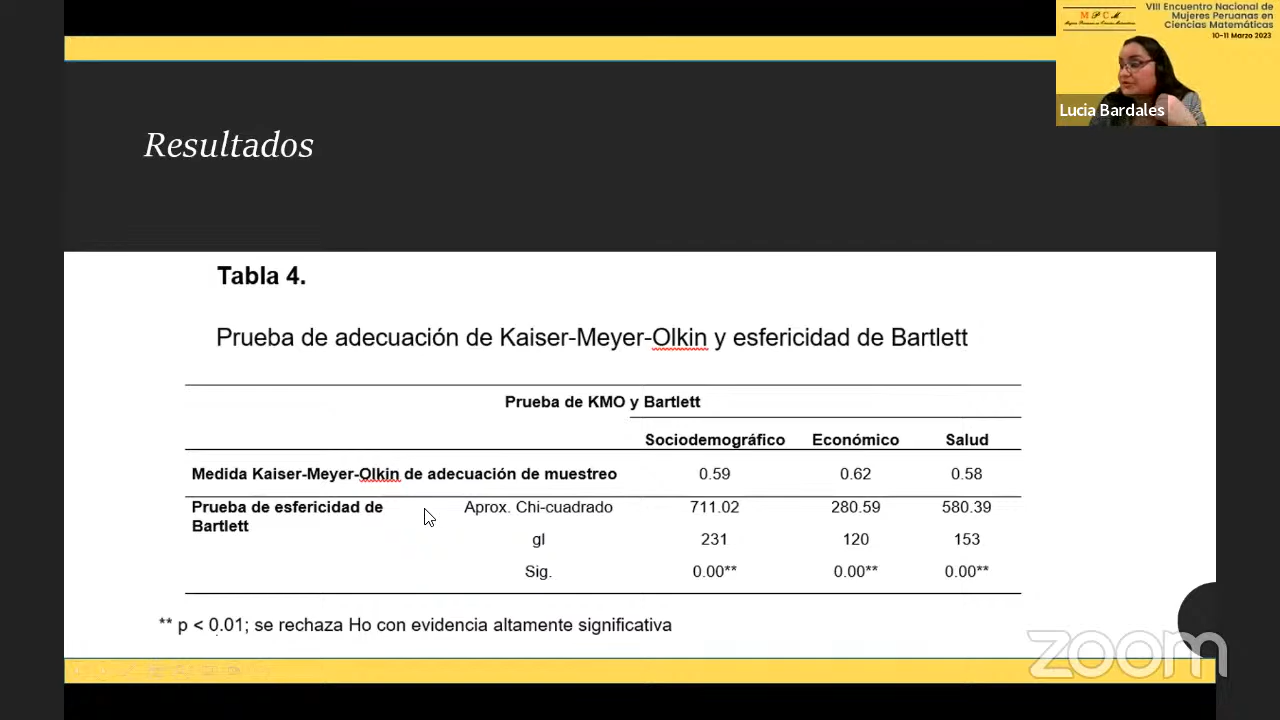 M P C M
VIII Encuentro Nacional de
Mujeres Peruanas en
Ciencias Matemáticas
10-11 Marzo 2023
Lucia Bardales
Resultados
Tabla 4.
Prueba de adecuación de Kaiser-Meyer-Olkin y esfericidad de Bartlett
Prueba de KMO y Bartlett
Sociodemográfico Económico Salud
Medida Kaiser-Meyer-Olkin de adecuación de muestreo 0.59 0.62 0.58
Prueba de esfericidad de Aprox. Chi-cuadrado 711.02 280.59 580.39
Bartlett
gl 231 120 153
Sig. 0.00** 0.00** 0.00**
** p < 0.01; se rechaza Ho con evidencia altamente significativa
zoom